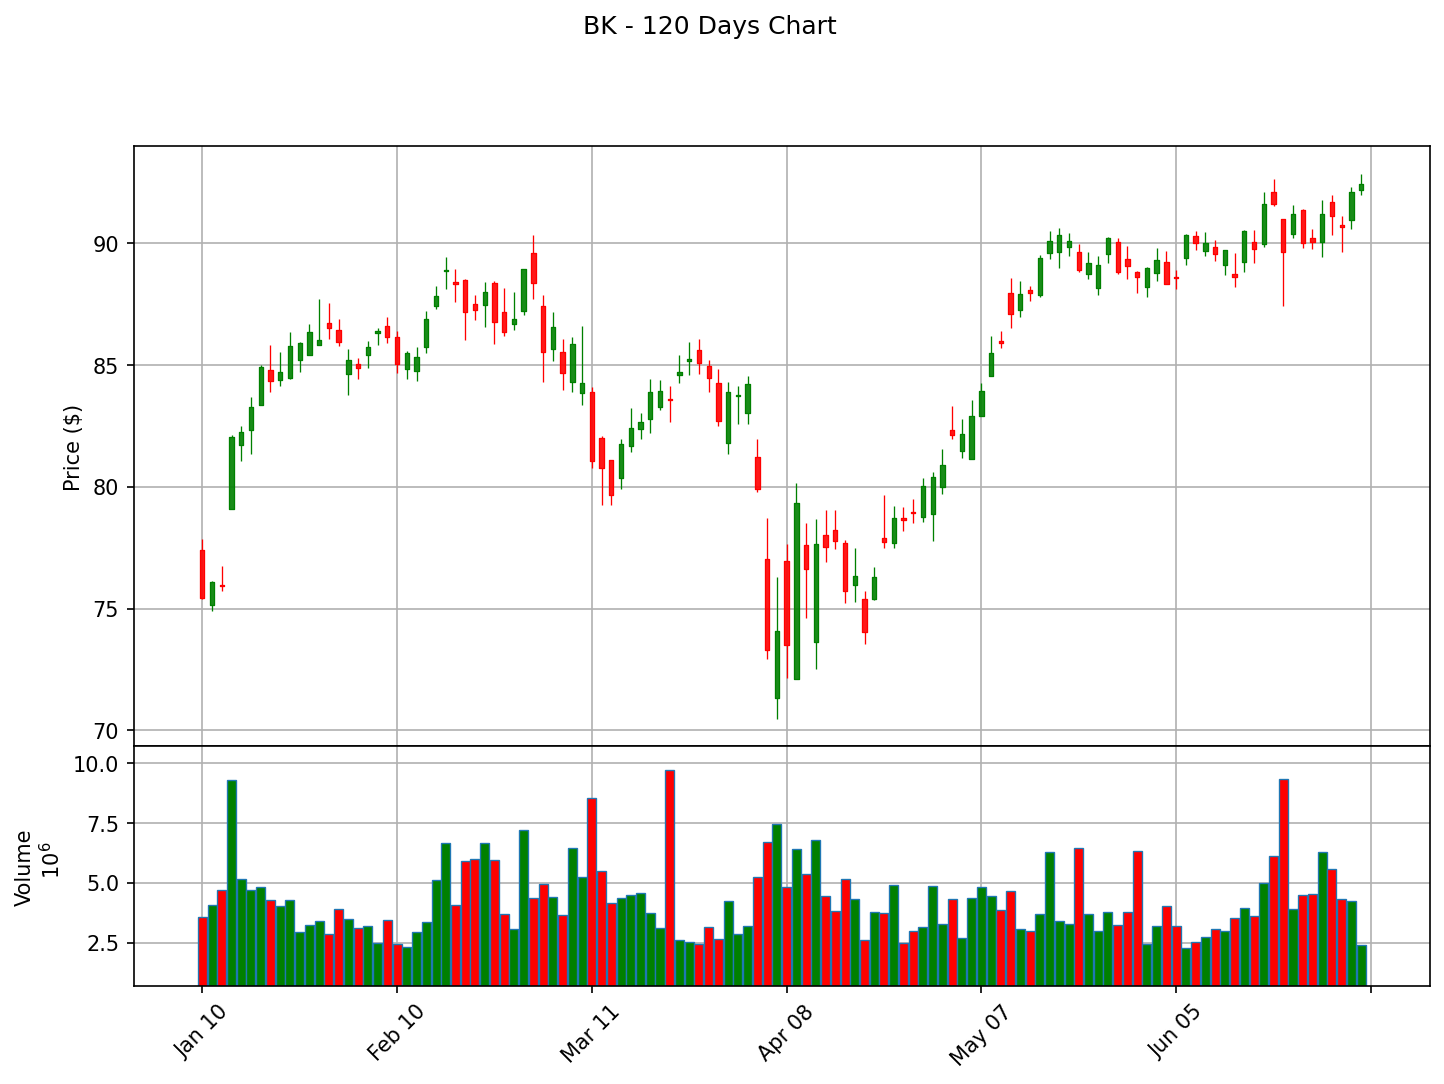 BK - 120 Days Chart
Price ($)
90
85
80
75
70
Volume
10^6
10.0
7.5
5.0
2.5
Jan 10
Feb 10
Mar 11
Apr 08
May 07
Jun 05